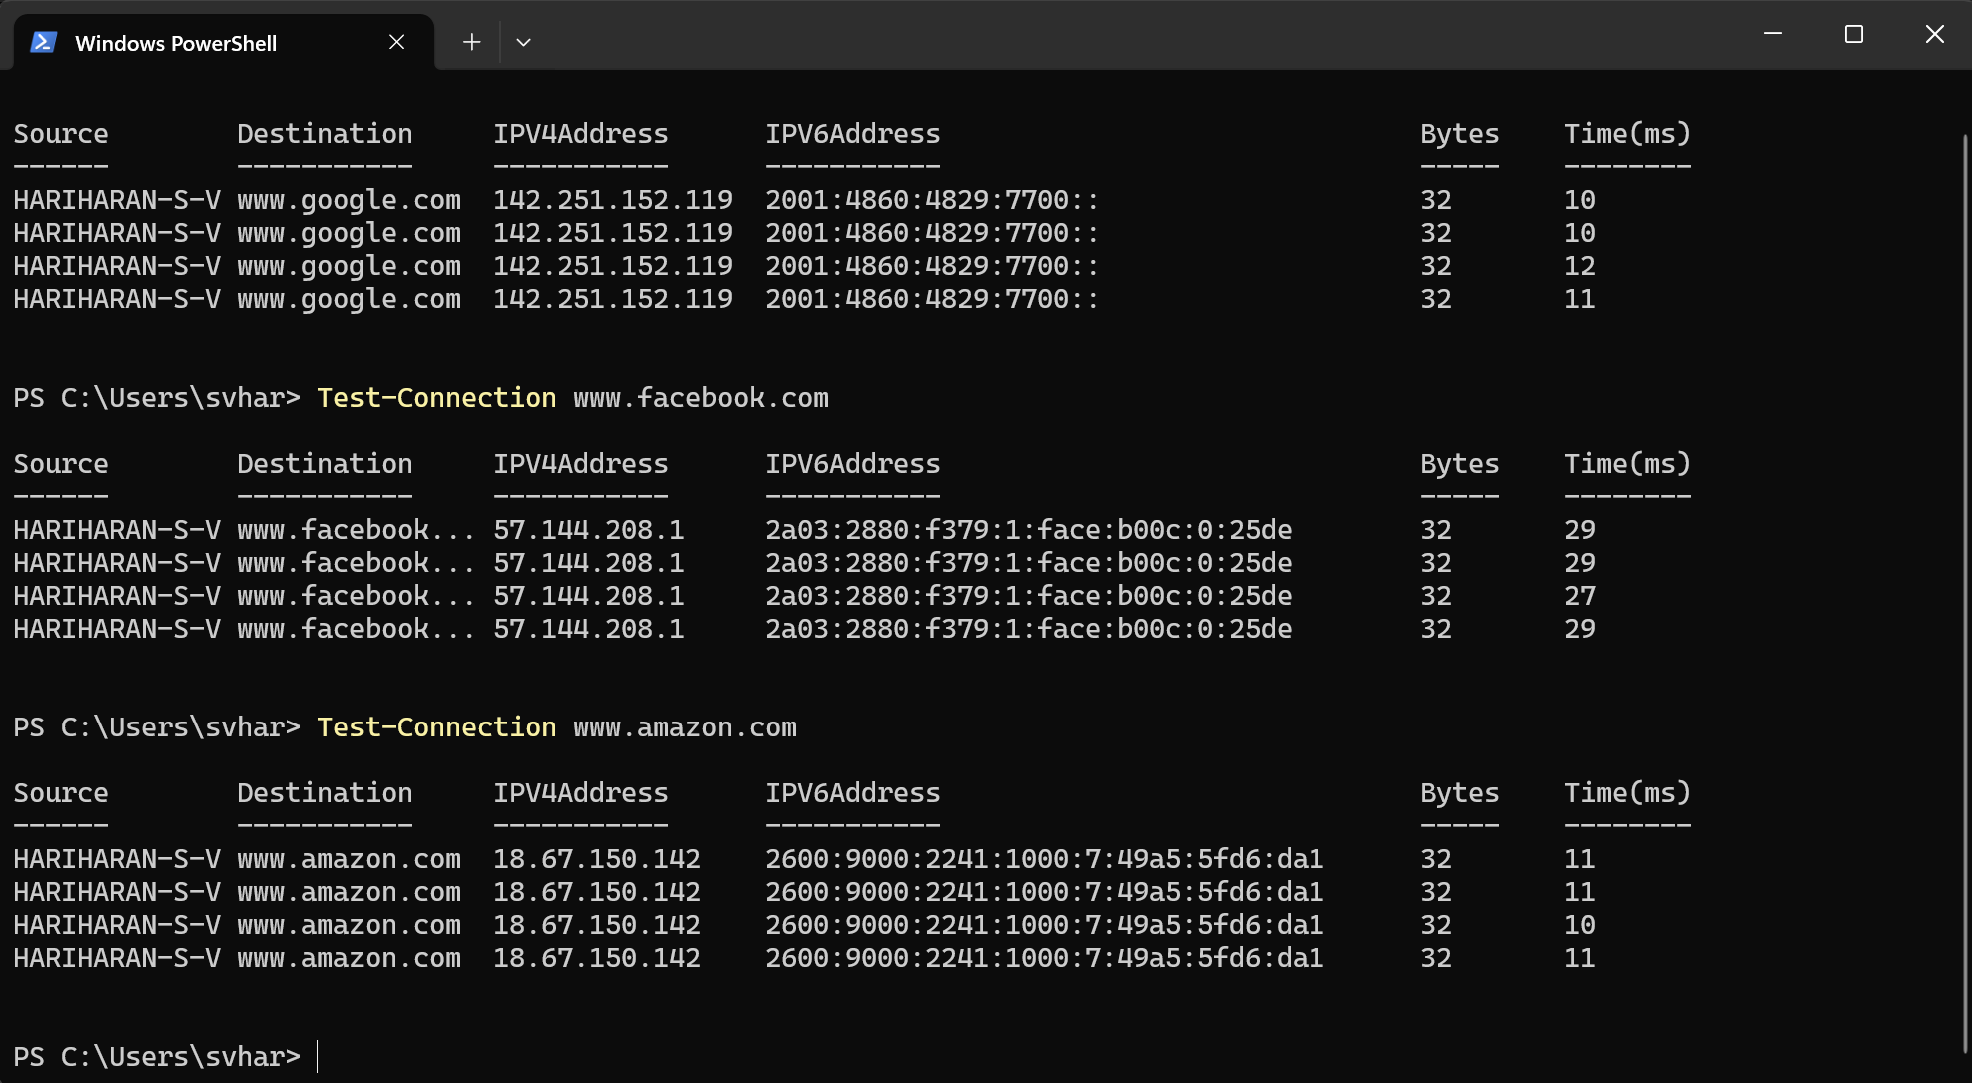 Windows PowerShell
Source        Destination     IPV4Address      IPV6Address                              Bytes    Time(ms)
------        -----------     -----------      -----------                              -----    --------
HARIHARAN-S-V www.google.com  142.251.152.119  2001:4860:4829:7700::                    32       10
HARIHARAN-S-V www.google.com  142.251.152.119  2001:4860:4829:7700::                    32       10
HARIHARAN-S-V www.google.com  142.251.152.119  2001:4860:4829:7700::                    32       12
HARIHARAN-S-V www.google.com  142.251.152.119  2001:4860:4829:7700::                    32       11
PS C:\Users\svhar> Test-Connection www.facebook.com
Source        Destination     IPV4Address      IPV6Address                              Bytes    Time(ms)
------        -----------     -----------      -----------                              -----    --------
HARIHARAN-S-V www.facebook... 57.144.208.1     2a03:2880:f379:1:face:b00c:0:25de        32       29
HARIHARAN-S-V www.facebook... 57.144.208.1     2a03:2880:f379:1:face:b00c:0:25de        32       29
HARIHARAN-S-V www.facebook... 57.144.208.1     2a03:2880:f379:1:face:b00c:0:25de        32       27
HARIHARAN-S-V www.facebook... 57.144.208.1     2a03:2880:f379:1:face:b00c:0:25de        32       29
PS C:\Users\svhar> Test-Connection www.amazon.com
Source        Destination     IPV4Address      IPV6Address                              Bytes    Time(ms)
------        -----------     -----------      -----------                              -----    --------
HARIHARAN-S-V www.amazon.com  18.67.150.142    2600:9000:2241:1000:7:49a5:5fd6:da1      32       11
HARIHARAN-S-V www.amazon.com  18.67.150.142    2600:9000:2241:1000:7:49a5:5fd6:da1      32       11
HARIHARAN-S-V www.amazon.com  18.67.150.142    2600:9000:2241:1000:7:49a5:5fd6:da1      32       10
HARIHARAN-S-V www.amazon.com  18.67.150.142    2600:9000:2241:1000:7:49a5:5fd6:da1      32       11
PS C:\Users\svhar>